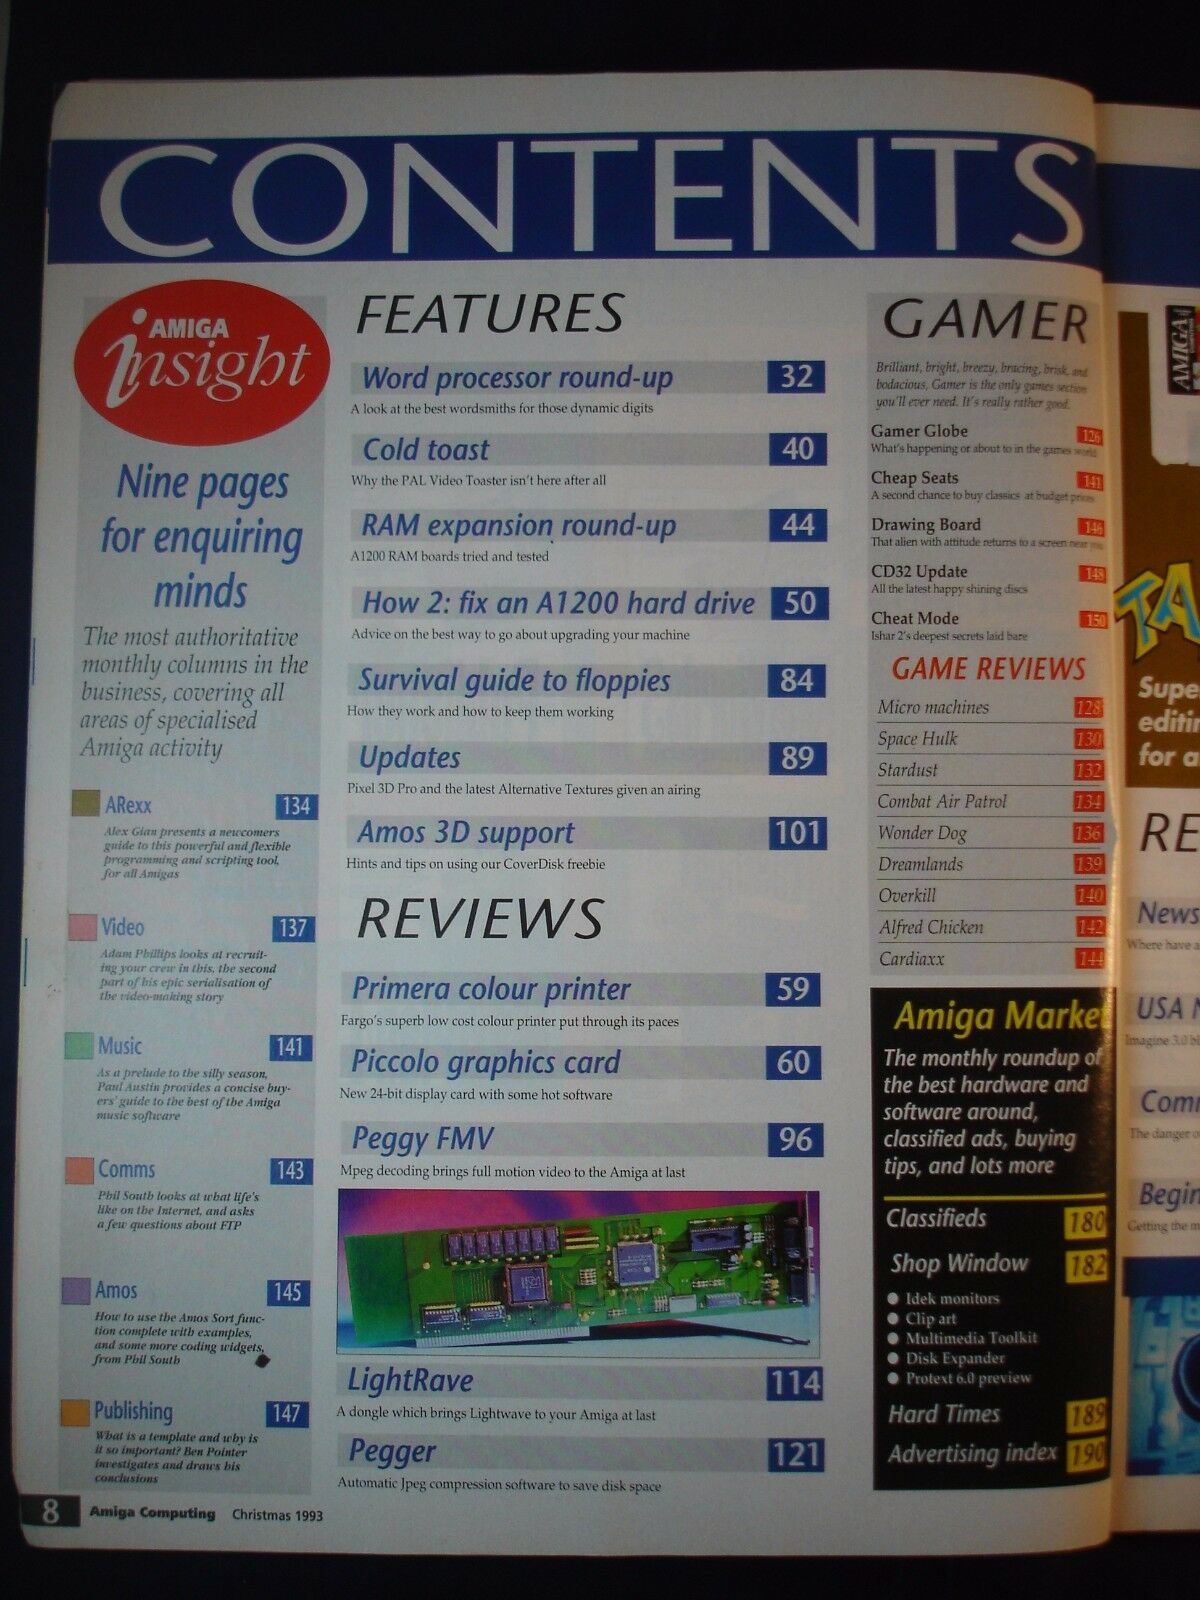 CONTENTS
AMIGA
insight
Nine pages
for enquiring
minds
The most authoritative
monthly columns in the
business, covering all
areas of specialised
Amiga activity
ARexx 134
Alex Gian presents a newcomers
guide to this powerful and flexible
programming and scripting tool,
for all Amigas
Video 137
Adam Phillips looks at recruit-
ing your crew in this, the second
part of his epic serialisation of
the video-making story
Music 141
As a prelude to the silly season,
Paul Austin provides a concise buy-
ers' guide to the best of the Amiga
music software
Comms 143
Phil South looks at what life's
like on the Internet, and asks
a few questions about FTP
Amos 145
How to use the Amos Sort func-
tion complete with examples,
and some more coding widgets,
from Phil South
Publishing 147
What is a template and why is
it so important? Ben Pointer
investigates and draws his
conclusions
8 Amiga Computing Christmas 1993
FEATURES
Word processor round-up 32
A look at the best wordsmiths for those dynamic digits
Cold toast 40
Why the PAL Video Toaster isn't here after all
RAM expansion round-up 44
A1200 RAM boards tried and tested
How 2: fix an A1200 hard drive 50
Advice on the best way to go about upgrading your machine
Survival guide to floppies 84
How they work and how to keep them working
Updates 89
Pixel 3D Pro and the latest Alternative Textures given an airing
Amos 3D support 101
Hints and tips on using our CoverDisk freebie
REVIEWS
Primera colour printer 59
Fargo's superb low cost colour printer put through its paces
Piccolo graphics card 60
New 24-bit display card with some hot software
Peggy FMV 96
Mpeg decoding brings full motion video to the Amiga at last
LightRave 114
A dongle which brings Lightwave to your Amiga at last
Pegger 121
Automatic Jpeg compression software to save disk space
GAMER
Brilliant, bright, breezy, bracing, brisk, and
bodacious, Gamer is the only games section
you'll ever need. It's really rather good.
Gamer Globe 126
What's happening or about to in the games world
Cheap Seats 141
A second chance to buy classics at budget prices
Drawing Board 146
That alien with attitude returns to a screen near you
CD32 Update 148
All the latest happy shining discs
Cheat Mode 150
Ishar 2's deepest secrets laid bare
GAME REVIEWS
Micro machines 128
Space Hulk 130
Stardust 132
Combat Air Patrol 134
Wonder Dog 136
Dreamlands 139
Overkill 140
Alfred Chicken 142
Cardiaxx 144
Amiga Marke
The monthly roundup of
the best hardware and
software around,
classified ads, buying
tips, and lots more
Classifieds 180
Shop Window 182
● Idek monitors
● Clip art
● Multimedia Toolkit
● Disk Expander
● Protext 6.0 preview
Hard Times 189
Advertising index 190
AMIGA
TA
Supe
editin
for a
RE
News
Where have a
USA N
Imagine 3.0 bl
Com
The danger o
Begin
Getting the m